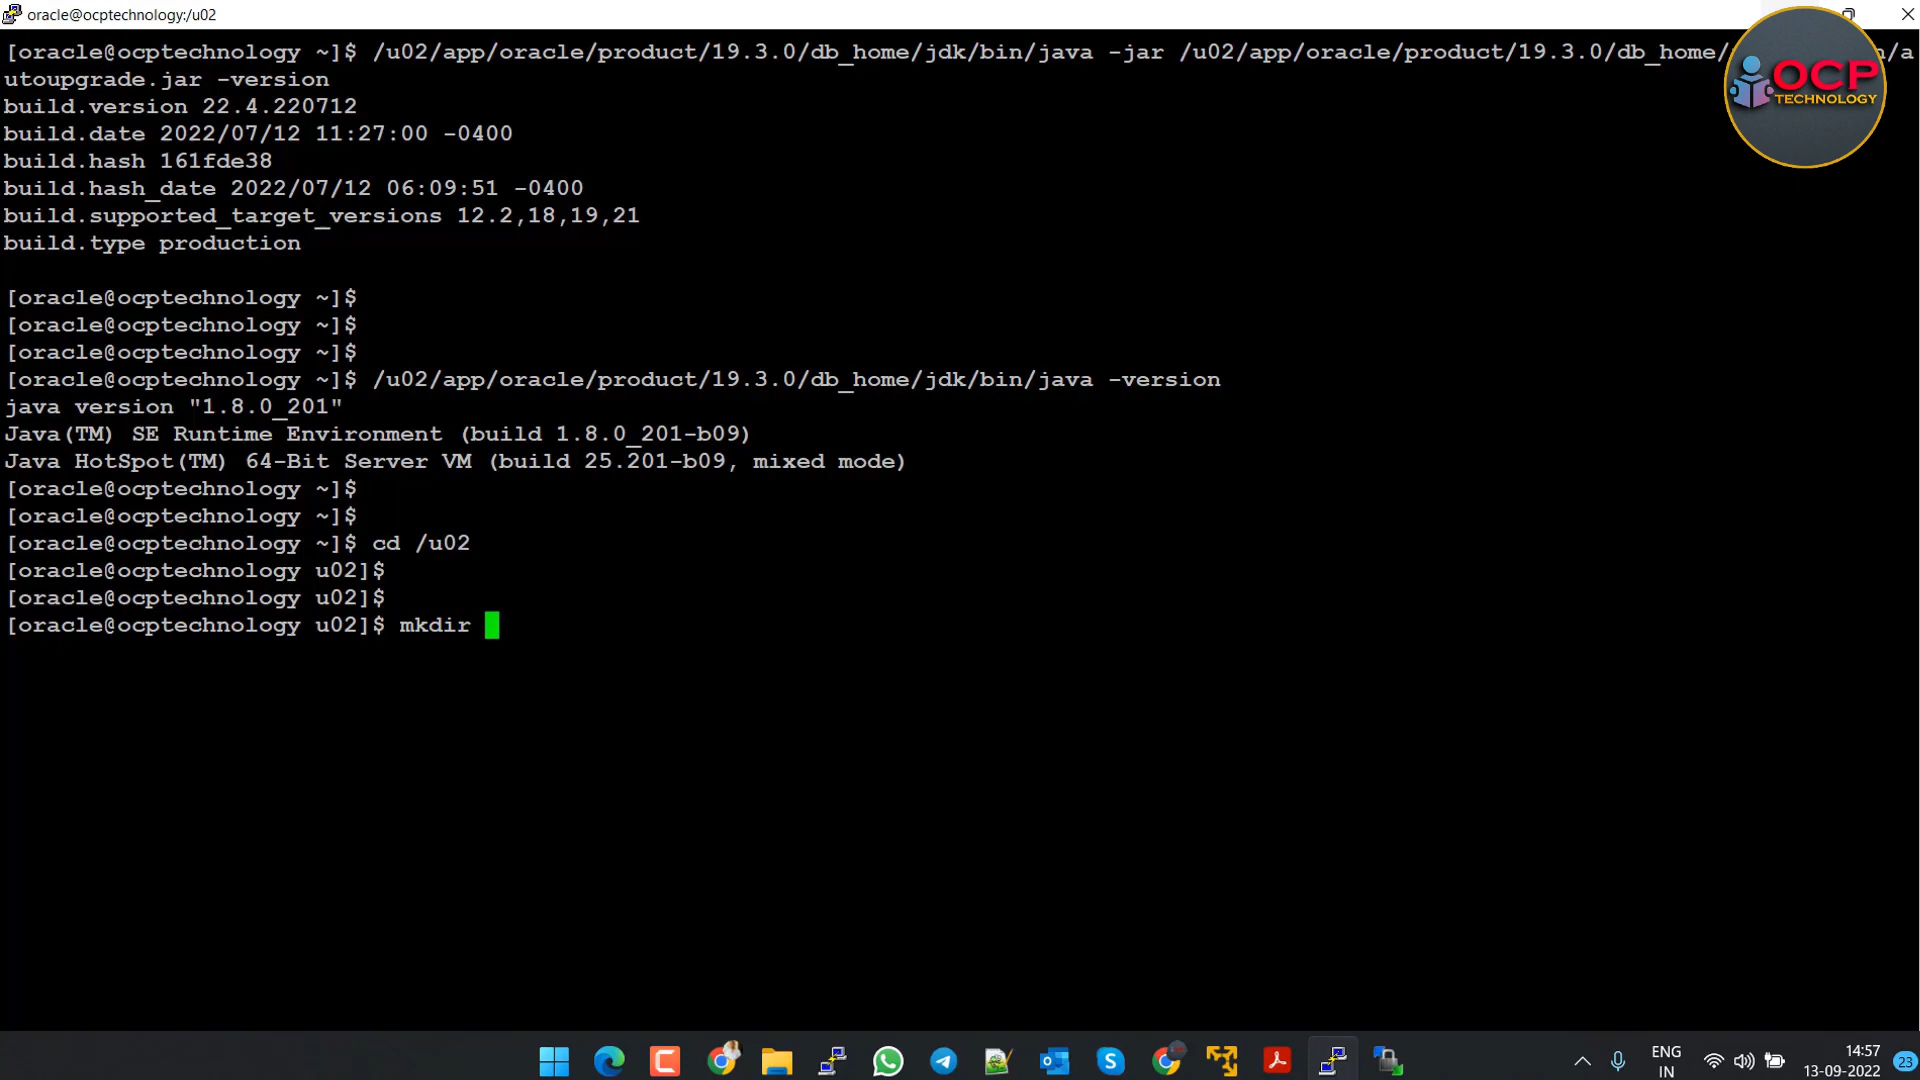 oracle@ocptechnology:/u02
[oracle@ocptechnology ~]$ /u02/app/oracle/product/19.3.0/db_home/jdk/bin/java -jar /u02/app/oracle/product/19.3.0/db_home/ n/a
utoupgrade.jar -version
build.version 22.4.220712
build.date 2022/07/12 11:27:00 -0400
build.hash 161fde38
build.hash_date 2022/07/12 06:09:51 -0400
build.supported_target_versions 12.2,18,19,21
build.type production
[oracle@ocptechnology ~]$
[oracle@ocptechnology ~]$
[oracle@ocptechnology ~]$
[oracle@ocptechnology ~]$ /u02/app/oracle/product/19.3.0/db_home/jdk/bin/java -version
java version "1.8.0_201"
Java(TM) SE Runtime Environment (build 1.8.0_201-b09)
Java HotSpot(TM) 64-Bit Server VM (build 25.201-b09, mixed mode)
[oracle@ocptechnology ~]$
[oracle@ocptechnology ~]$
[oracle@ocptechnology ~]$ cd /u02
[oracle@ocptechnology u02]$
[oracle@ocptechnology u02]$
[oracle@ocptechnology u02]$ mkdir
OCP
TECHNOLOGY
ENG
IN
14:57
13-09-2022
23